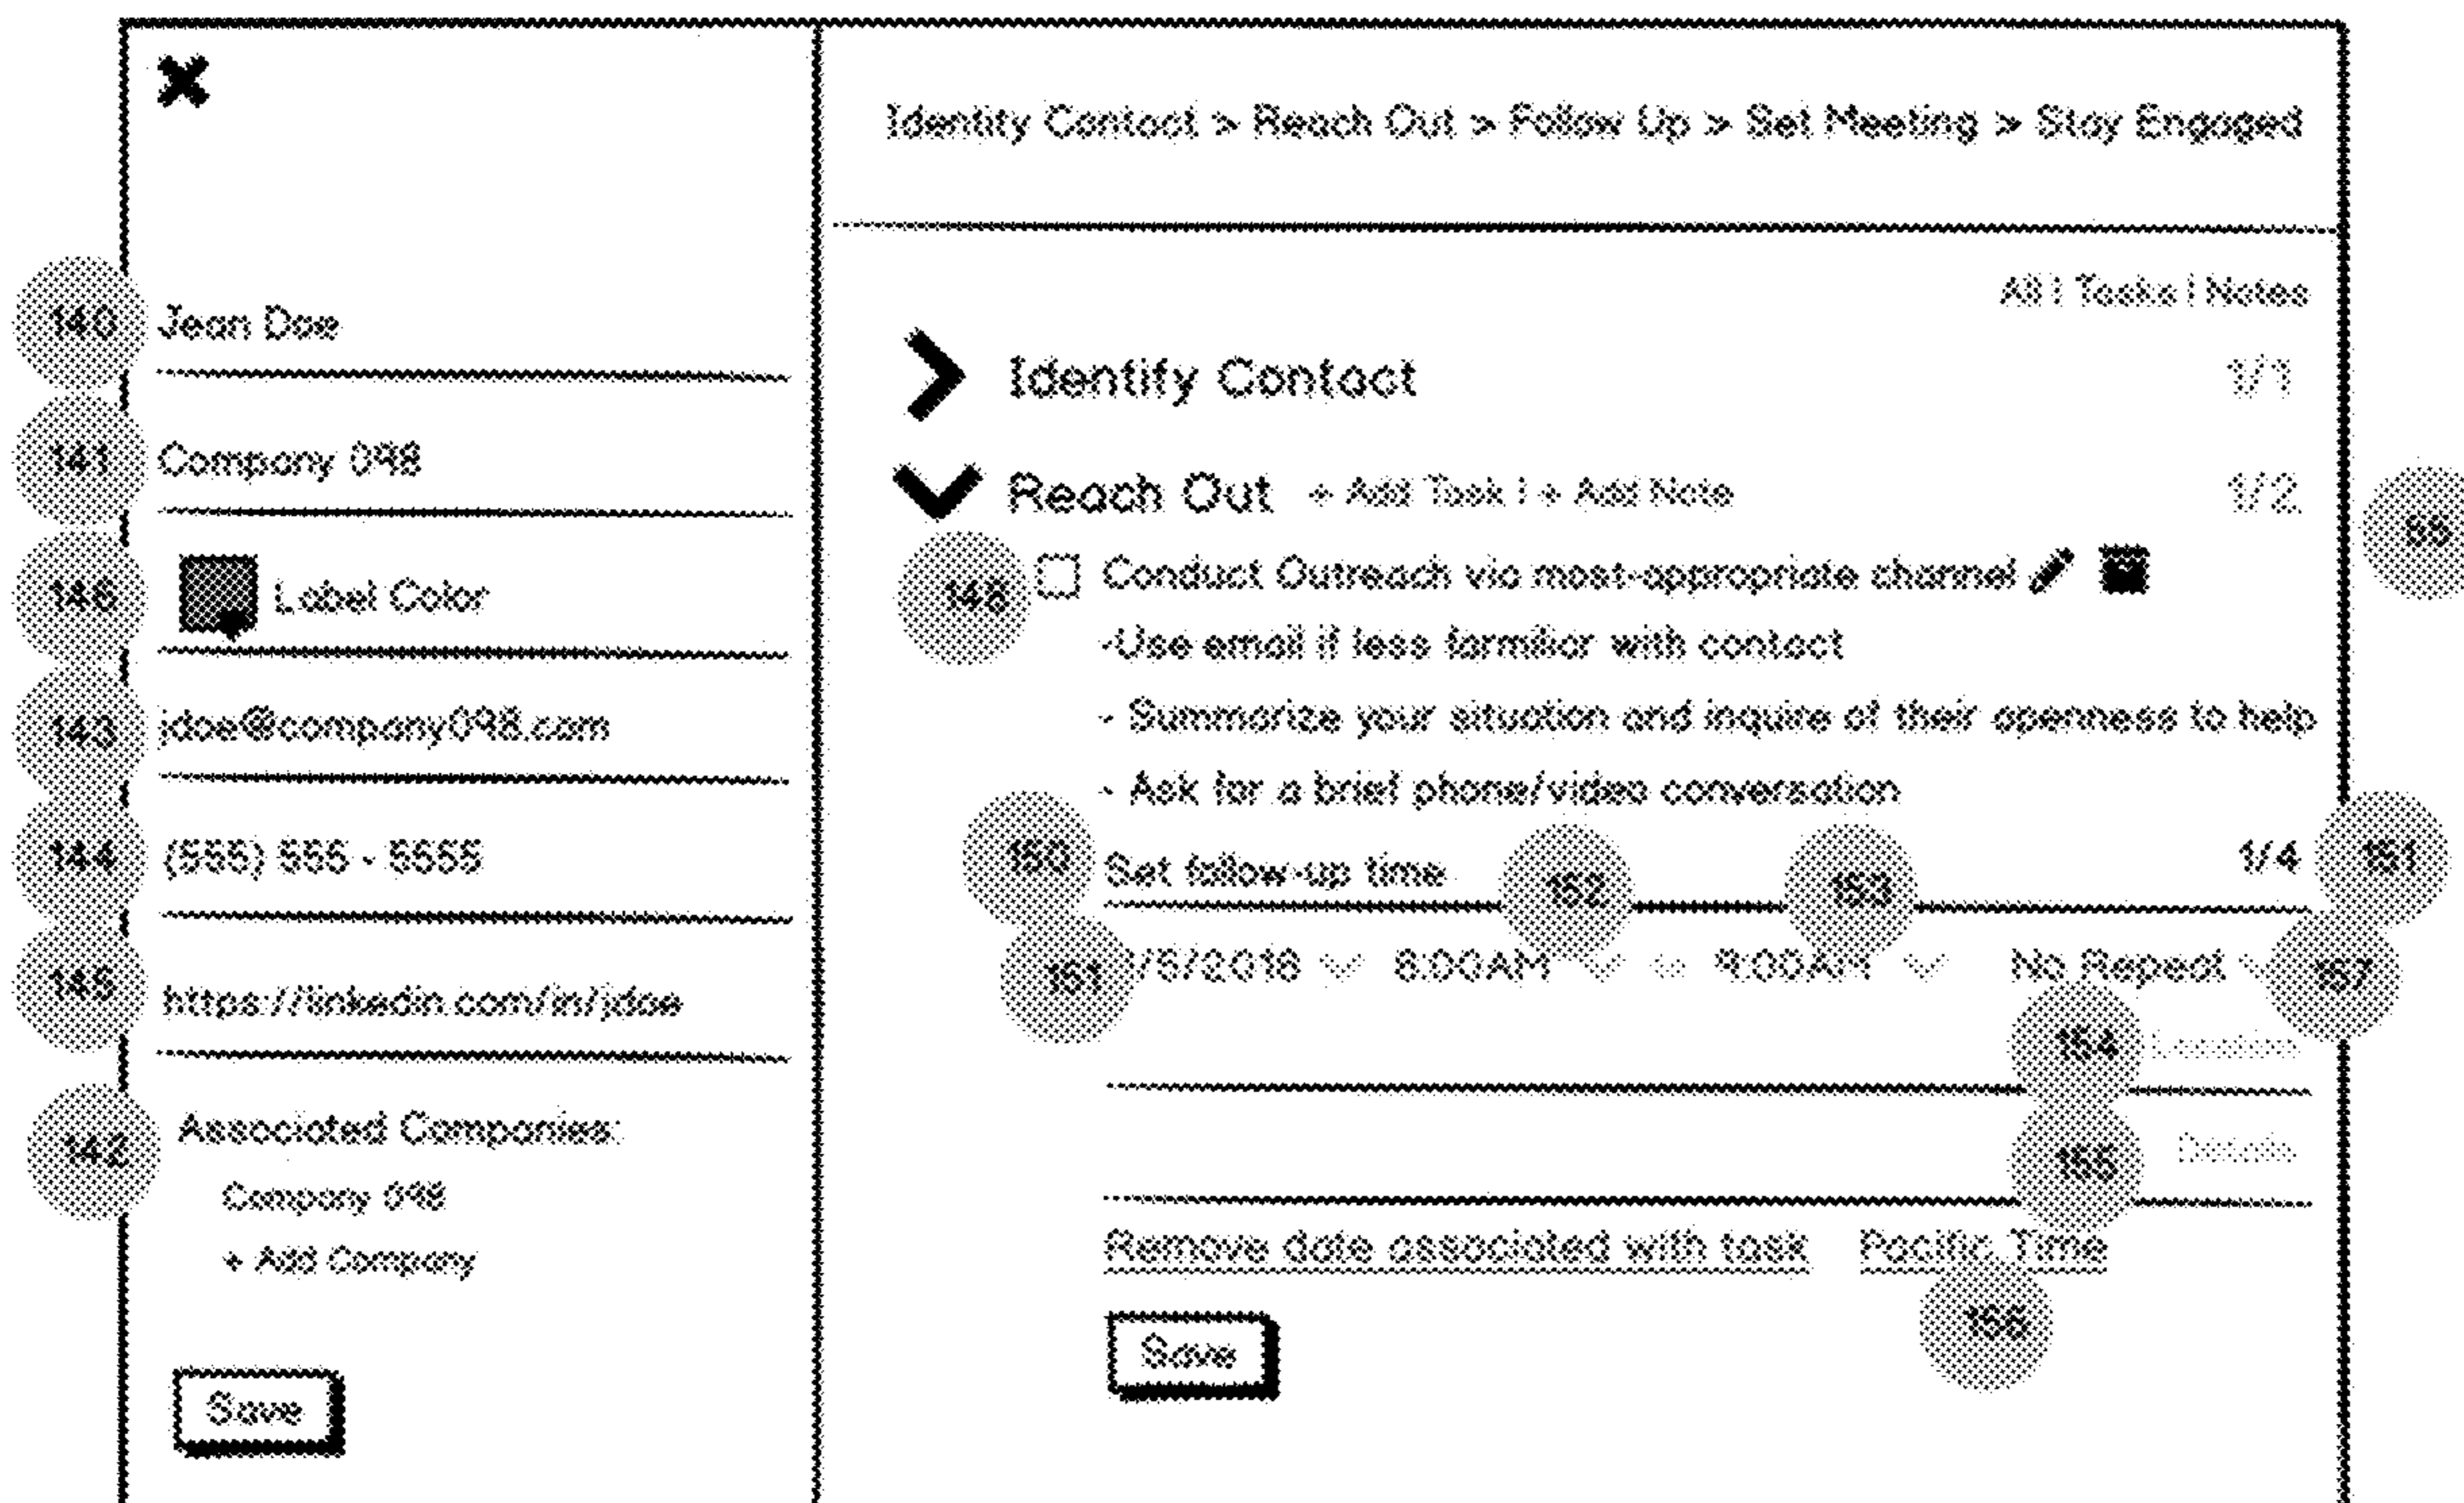 Identity Contact > Reach Out > Follow Up > Set Meeting > Stay Engaged
140 Jean Doe
141 Company 098
146 Label Color
143 jdoe@company098.com
144 (555) 555 - 5555
145 https://linkedin.com/in/jdoe
142 Associated Companies:
Company 098
+ Add Company
Save
All | Tasks | Notes
Identify Contact 1/1
Reach Out + Add Task | + Add Note 1/2
Conduct Outreach via most-appropriate channel
-Use email if less farmiliar with contact
- Summarize your situation and inquire of their openness to help
- Ask for a brief phone/video conversation
150 Set follow-up time 152 153 1/4 151
151 /5/2018 8:00AM 9:00AM No Repeat 157
154 Location
155 Details
Remove date associated with task Pacific Time
156
Save